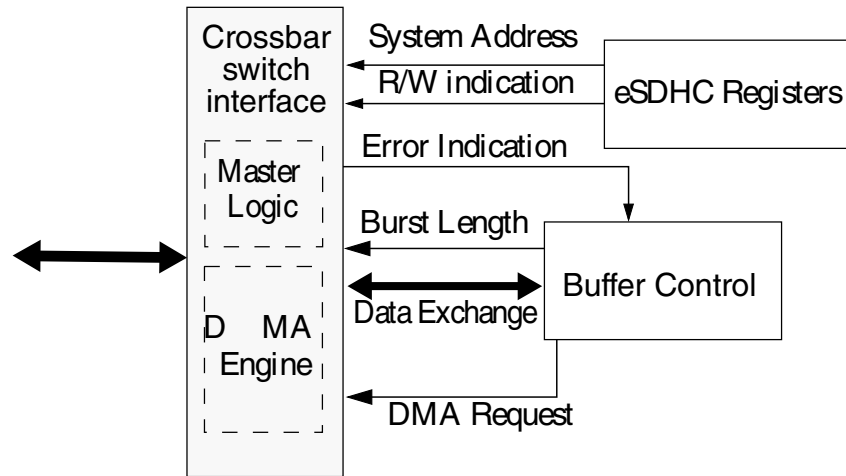 Crossbar
switch
interface
System Address
R/W indication
eSDHC Registers
Error Indication
Master
Logic
Burst Length
Buffer Control
Data Exchange
D MA
Engine
DMA Request